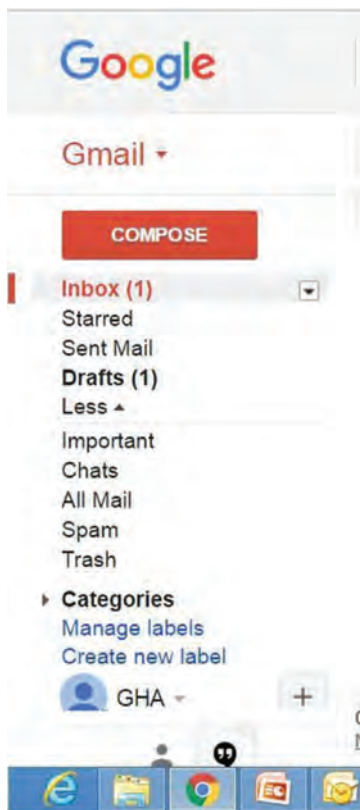 Google
Gmail
COMPOSE
Inbox (1)
Starred
Sent Mail
Drafts (1)
Less
Important
Chats
All Mail
Spam
Trash
Categories
Manage labels
Create new label
GHA
+